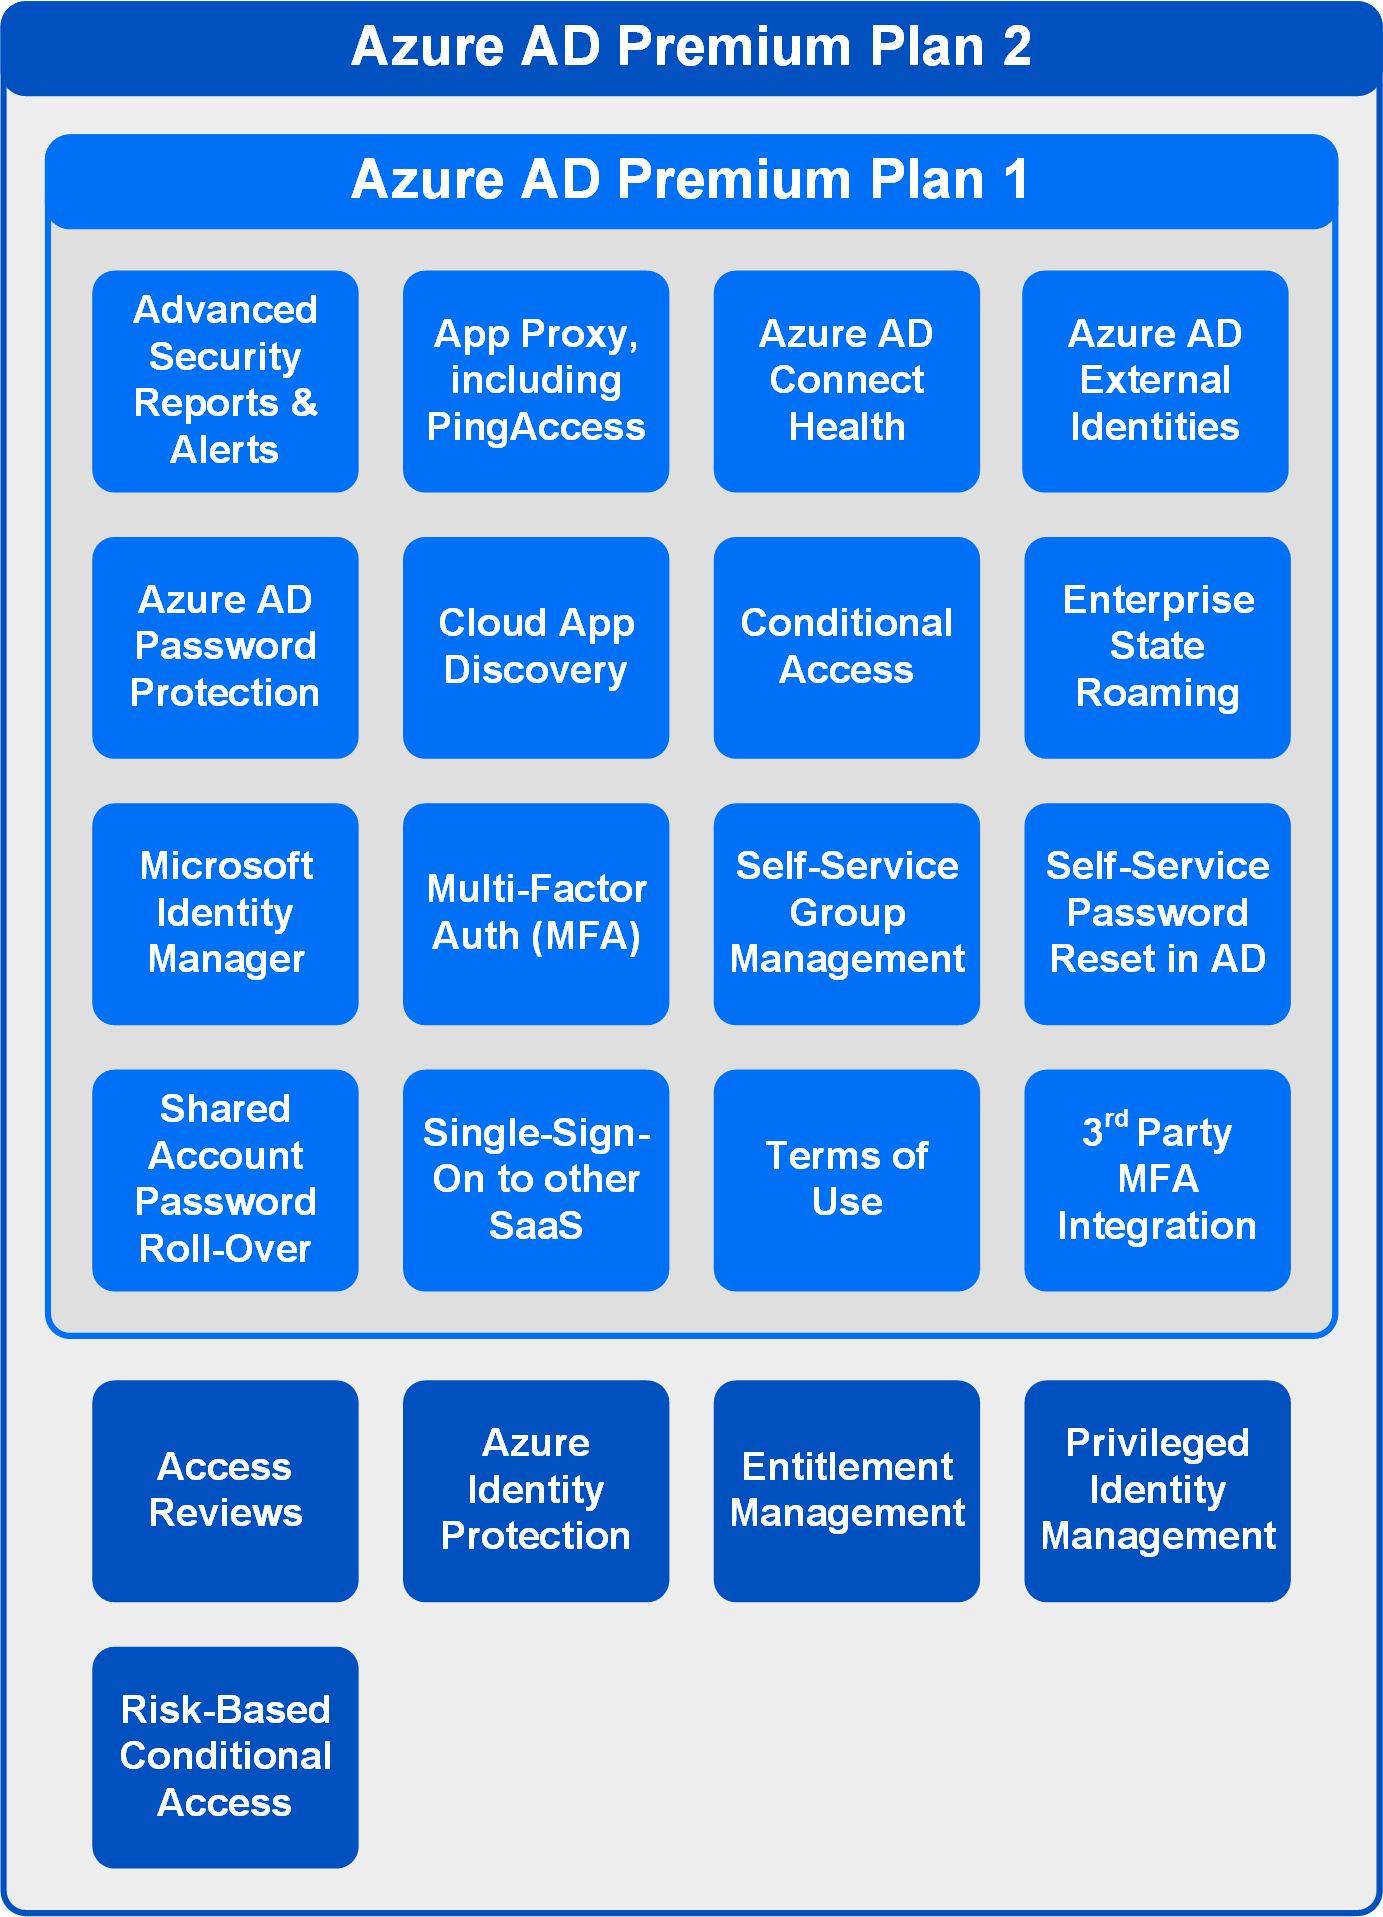 Azure AD Premium Plan 2
Azure AD Premium Plan 1
Advanced
Security
Reports &
Alerts
App Proxy,
including
PingAccess
Azure AD
Connect
Health
Azure AD
External
Identities
Azure AD
Password
Protection
Cloud App
Discovery
Conditional
Access
Enterprise
State
Roaming
Microsoft
Identity
Manager
Multi-Factor
Auth (MFA)
Self-Service
Group
Management
Self-Service
Password
Reset in AD
Shared
Account
Password
Roll-Over
Single-Sign-
On to other
SaaS
Terms of
Use
3rd Party
MFA
Integration
Access
Reviews
Azure
Identity
Protection
Entitlement
Management
Privileged
Identity
Management
Risk-Based
Conditional
Access